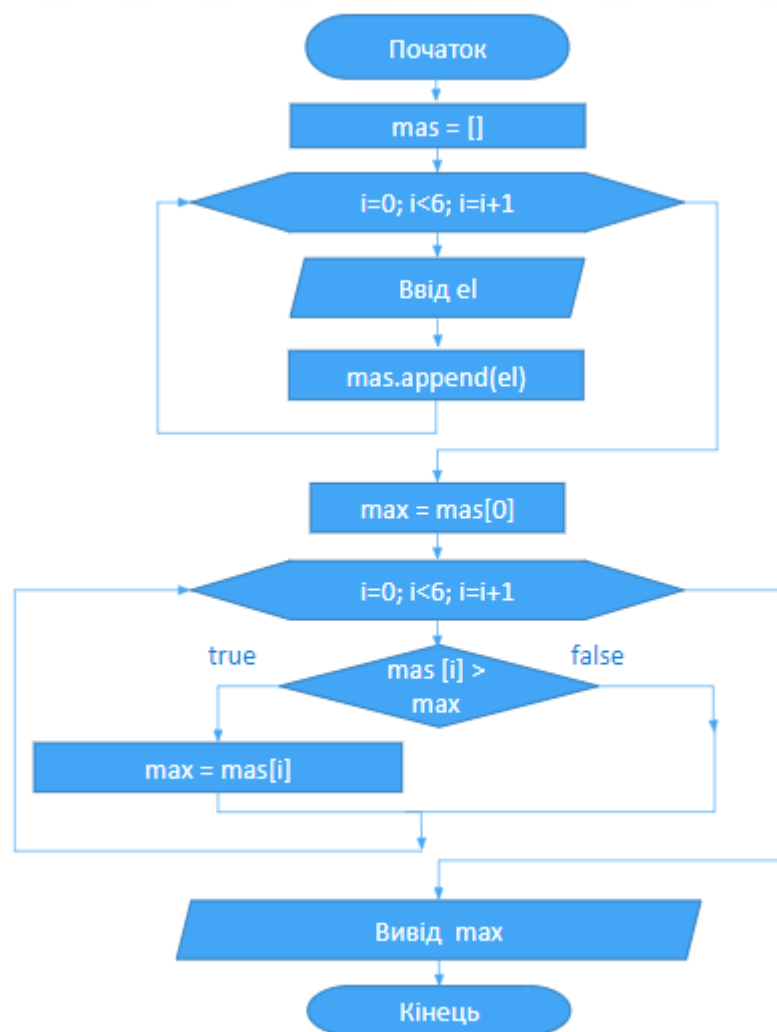 Початок
mas = []
i=0; i<6; i=i+1
Ввід el
mas.append(el)
max = mas[0]
i=0; i<6; i=i+1
true
false
mas [i] >
max
max = mas[i]
Вивід max
Кінець